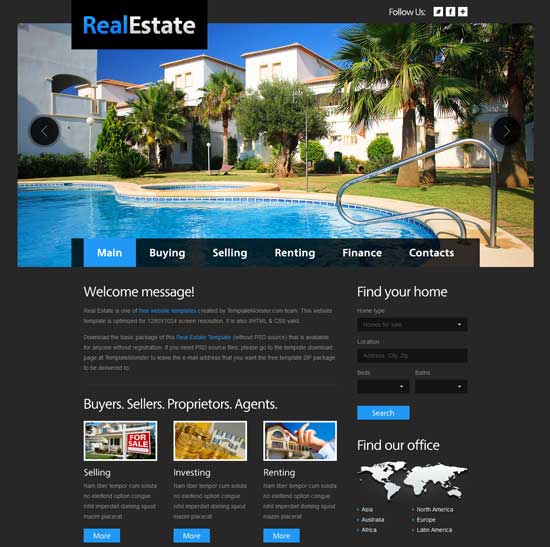 RealEstate
Follow Us:
Main Buying Selling Renting Finance Contacts
Welcome message!
Real Estate is one of free website templates created by TemplateMonster.com team. This website
template is optimized for 1280X1024 screen resolution. It is also XHTML & CSS valid.
Download the basic package of this Real Estate Template (without PSD source) that is available
for anyone without registration. If you need PSD source files, please go to the template download
page at TemplateMonster to leave the e-mail address that you want the free template ZIP package
to be delivered to.
Find your home
Home type
Homes for sale
Location
Address, City, Zip
Beds Baths
Search
Buyers. Sellers. Proprietors. Agents.
FOR
SALE
Selling
Nam liber tempor cum soluta
no eleifend option congue
nihil imperdiet doming iquod
mazim placerat
More
Investing
Nam liber tempor cum soluta
no eleifend option congue
nihil imperdiet doming iquod
mazim placerat
More
Renting
Nam liber tempor cum soluta
no eleifend option congue
nihil imperdiet doming iquod
mazim placerat
More
Find our office
Asia
Australia
Africa
North America
Europe
Latin America